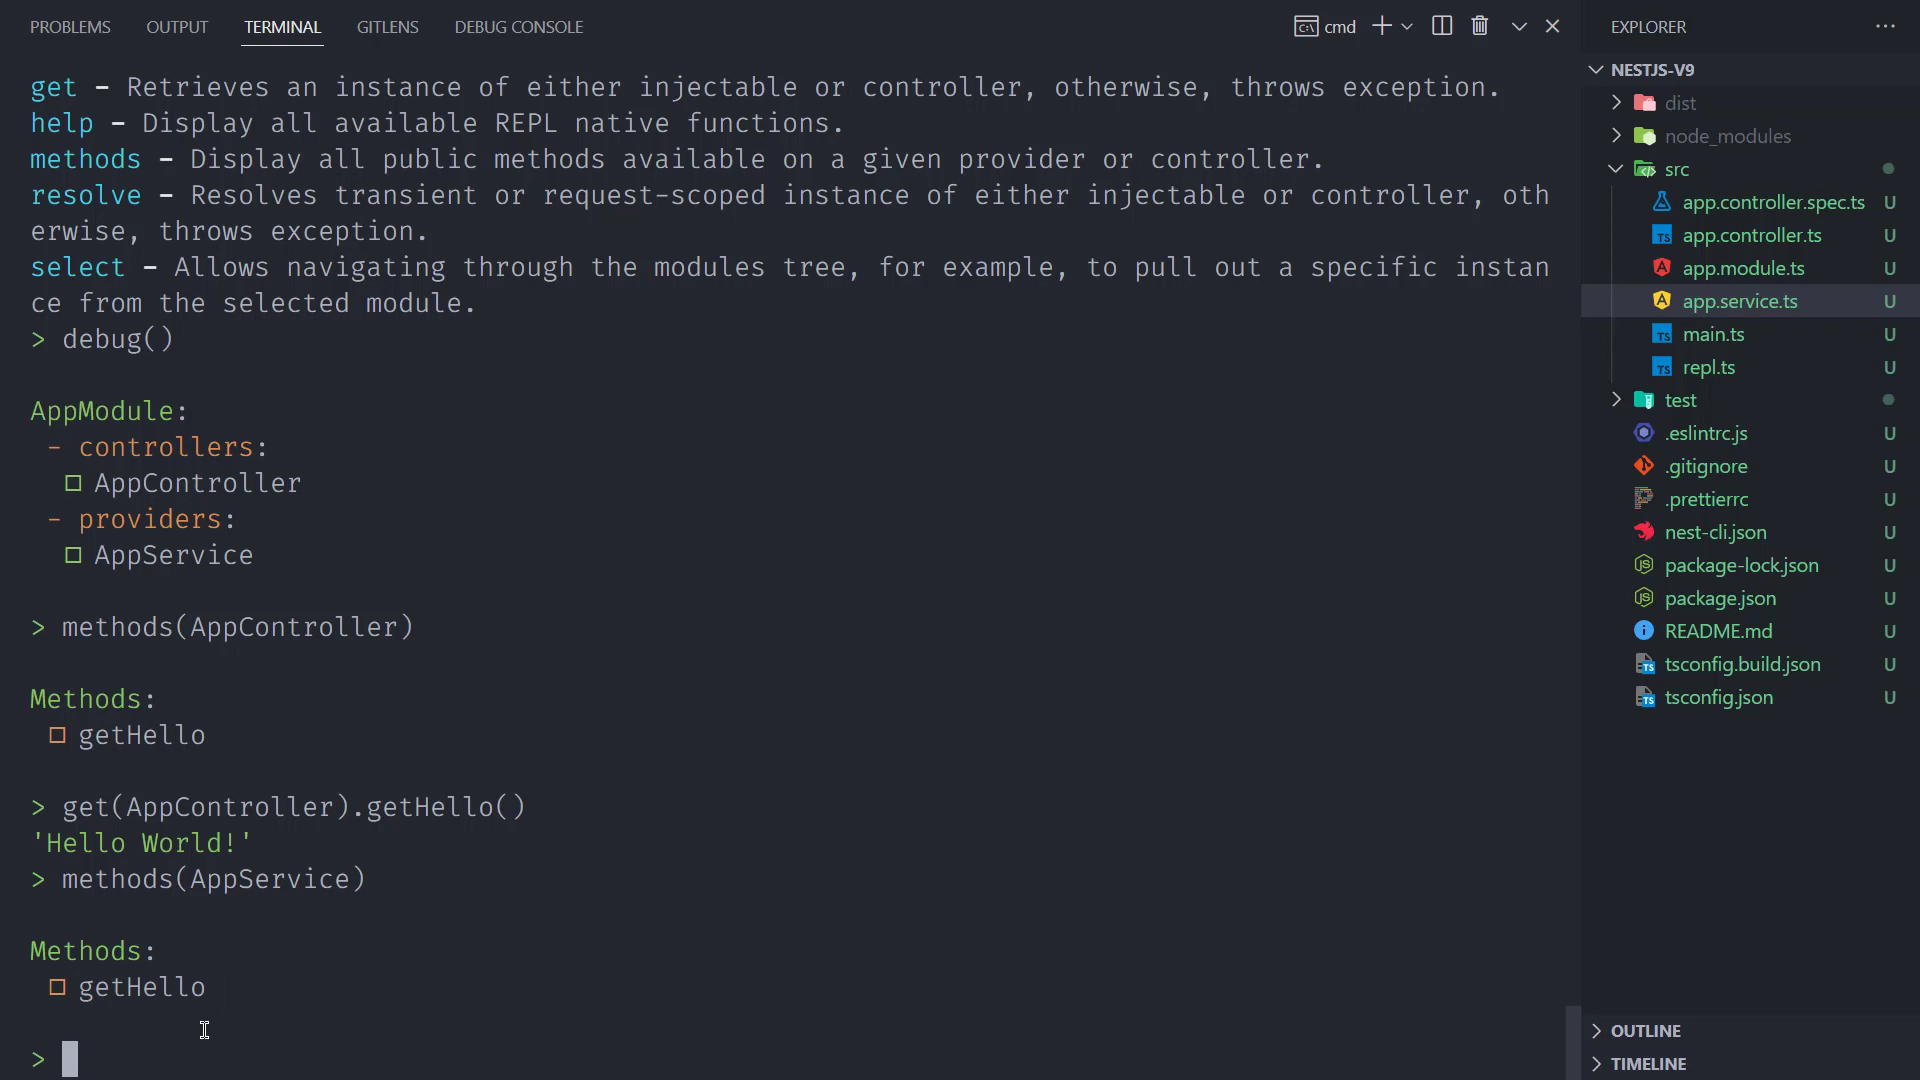 PROBLEMS OUTPUT TERMINAL GITLENS DEBUG CONSOLE cmd
get – Retrieves an instance of either injectable or controller, otherwise, throws exception.
help – Display all available REPL native functions.
methods – Display all public methods available on a given provider or controller.
resolve – Resolves transient or request-scoped instance of either injectable or controller, oth
erwise, throws exception.
select – Allows navigating through the modules tree, for example, to pull out a specific instan
ce from the selected module.
> debug()
AppModule:
- controllers:
□ AppController
- providers:
□ AppService
> methods(AppController)
Methods:
□ getHello
> get(AppController).getHello()
'Hello World!'
> methods(AppService)
Methods:
□ getHello
>
EXPLORER
NESTJS-V9
dist
node_modules
src
app.controller.spec.ts U
TS app.controller.ts U
app.module.ts U
app.service.ts U
TS main.ts U
TS repl.ts U
test
.eslintrc.js U
.gitignore U
.prettierrc U
nest-cli.json U
JS package-lock.json U
JS package.json U
README.md U
TS tsconfig.build.json U
TS tsconfig.json U
OUTLINE
TIMELINE